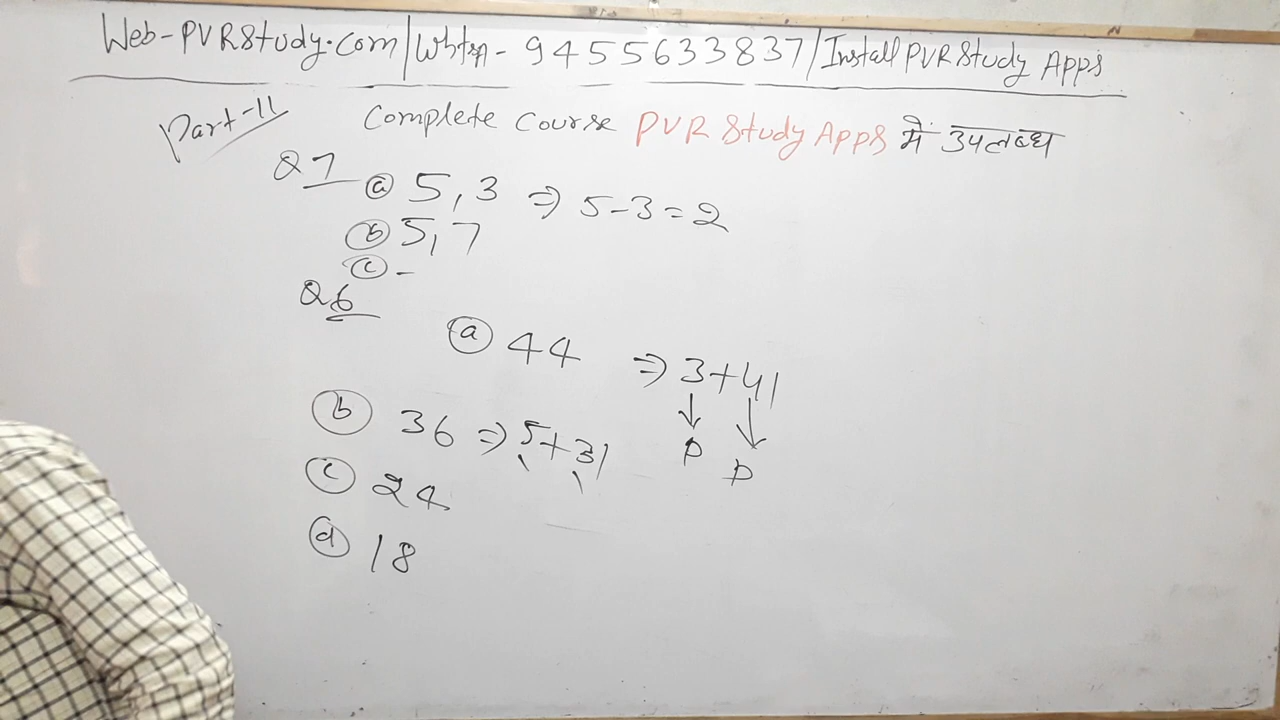 Web-PVRStudy.com/Whtsn-9455633837/Install PVR Study Apps
Part-11 Complete Course PVR Study Apps में उपलब्ध
Q7
(a) 5,3 ⇒ 5-3=2
(b) 5,7
(c) -
Q6
(a) 44 ⇒ 3+41
P P
(b) 36 ⇒ 5+31
(c) 24
(d) 18